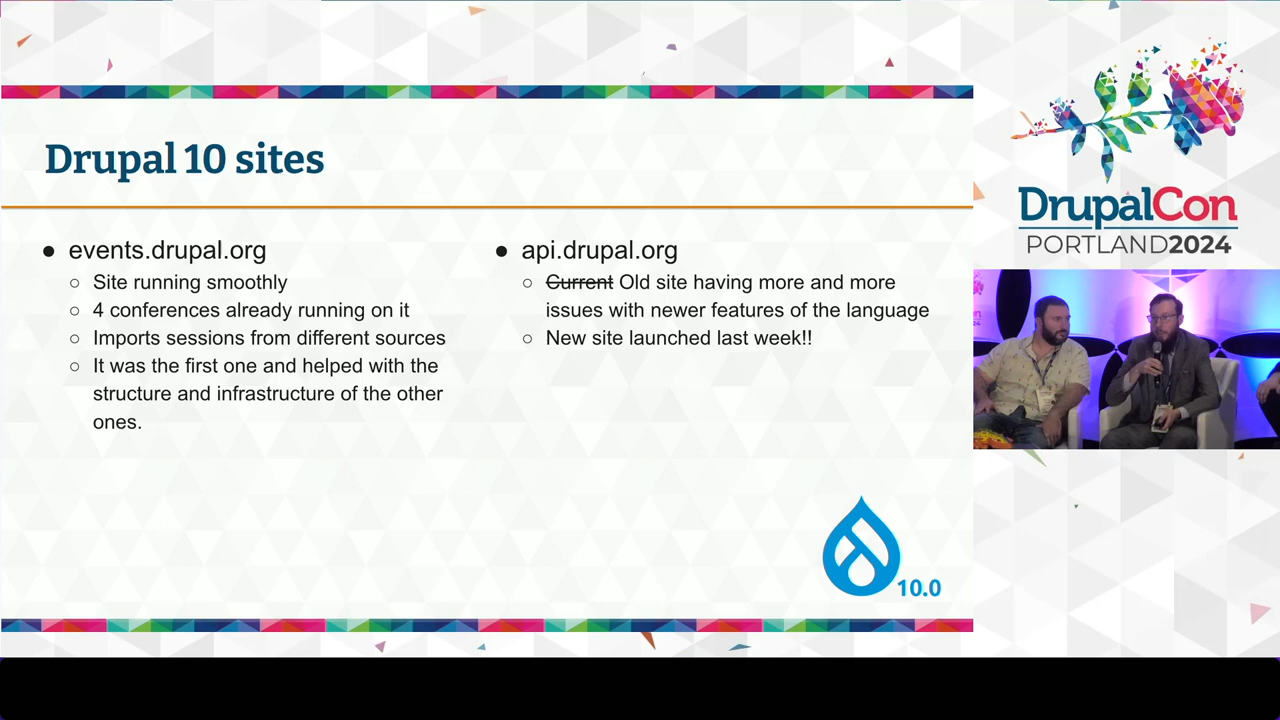 Drupal 10 sites
● events.drupal.org
○ Site running smoothly
○ 4 conferences already running on it
○ Imports sessions from different sources
○ It was the first one and helped with the
structure and infrastructure of the other
ones.
● api.drupal.org
○ Current Old site having more and more
issues with newer features of the language
○ New site launched last week!!
10.0
DrupalCon
PORTLAND2024